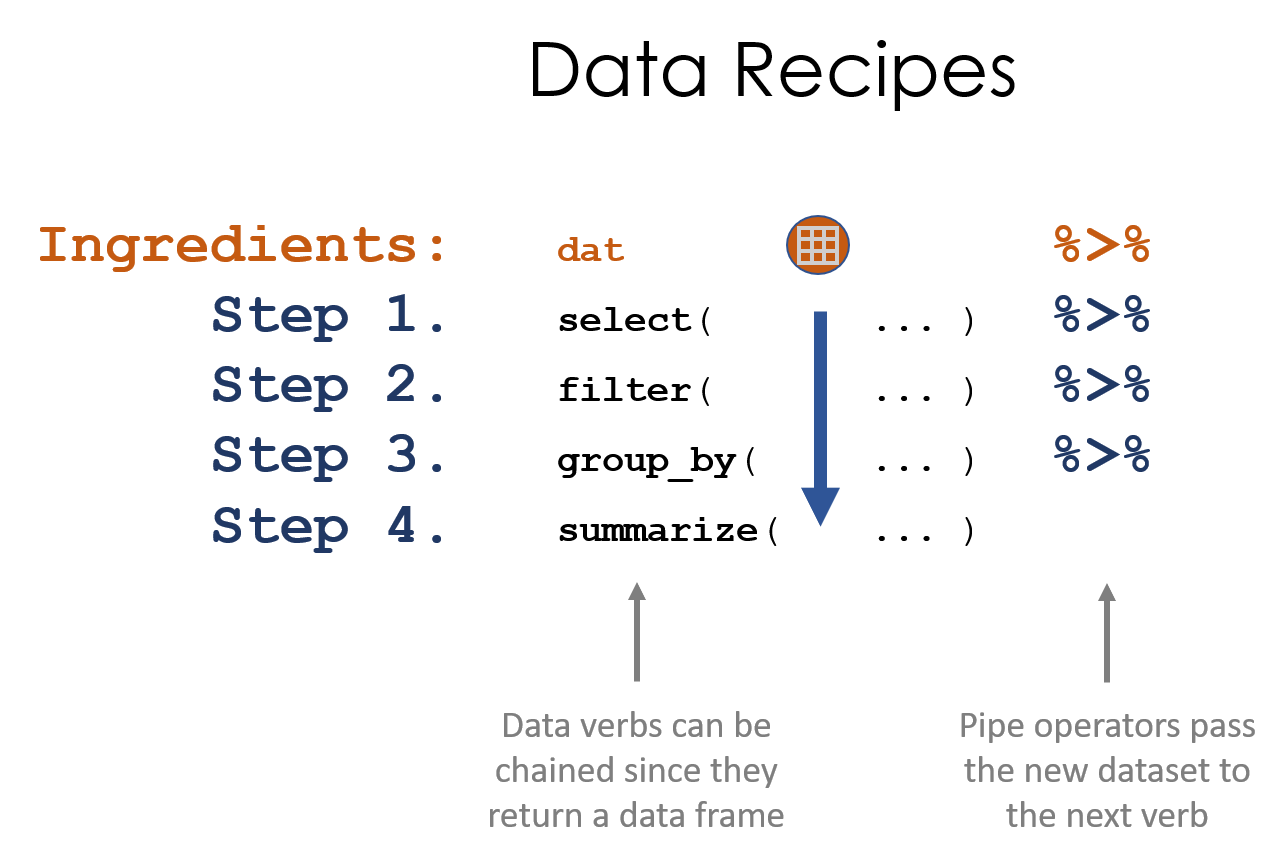 Data Recipes
Ingredients: dat %>%
Step 1. select( ... ) %>%
Step 2. filter( ... ) %>%
Step 3. group_by( ... ) %>%
Step 4. summarize( ... )
Data verbs can be
chained since they
return a data frame
Pipe operators pass
the new dataset to
the next verb